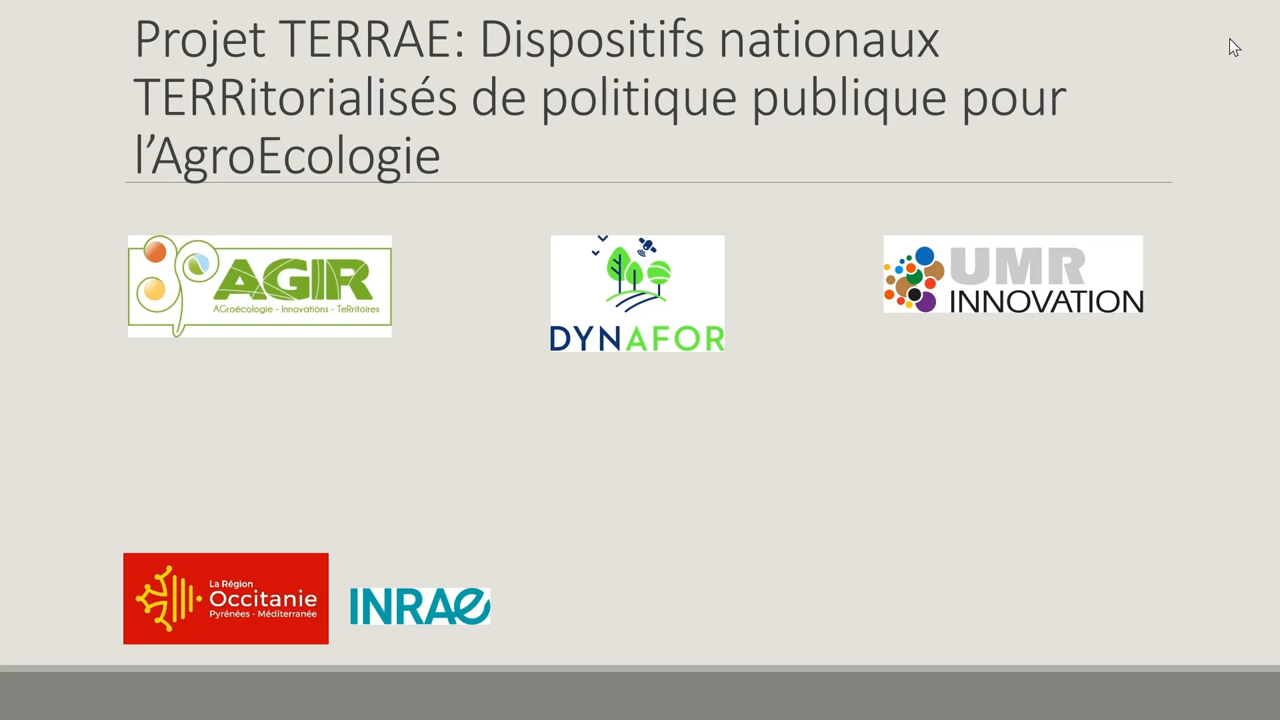 Projet TERRAE: Dispositifs nationaux
TERRitorialisés de politique publique pour
l’AgroEcologie
AGIR
AGroécologie - Innovations - TeRritoires
DYNAFOR
UMR
INNOVATION
La Région
Occitanie
Pyrénées - Méditerranée
INRAE